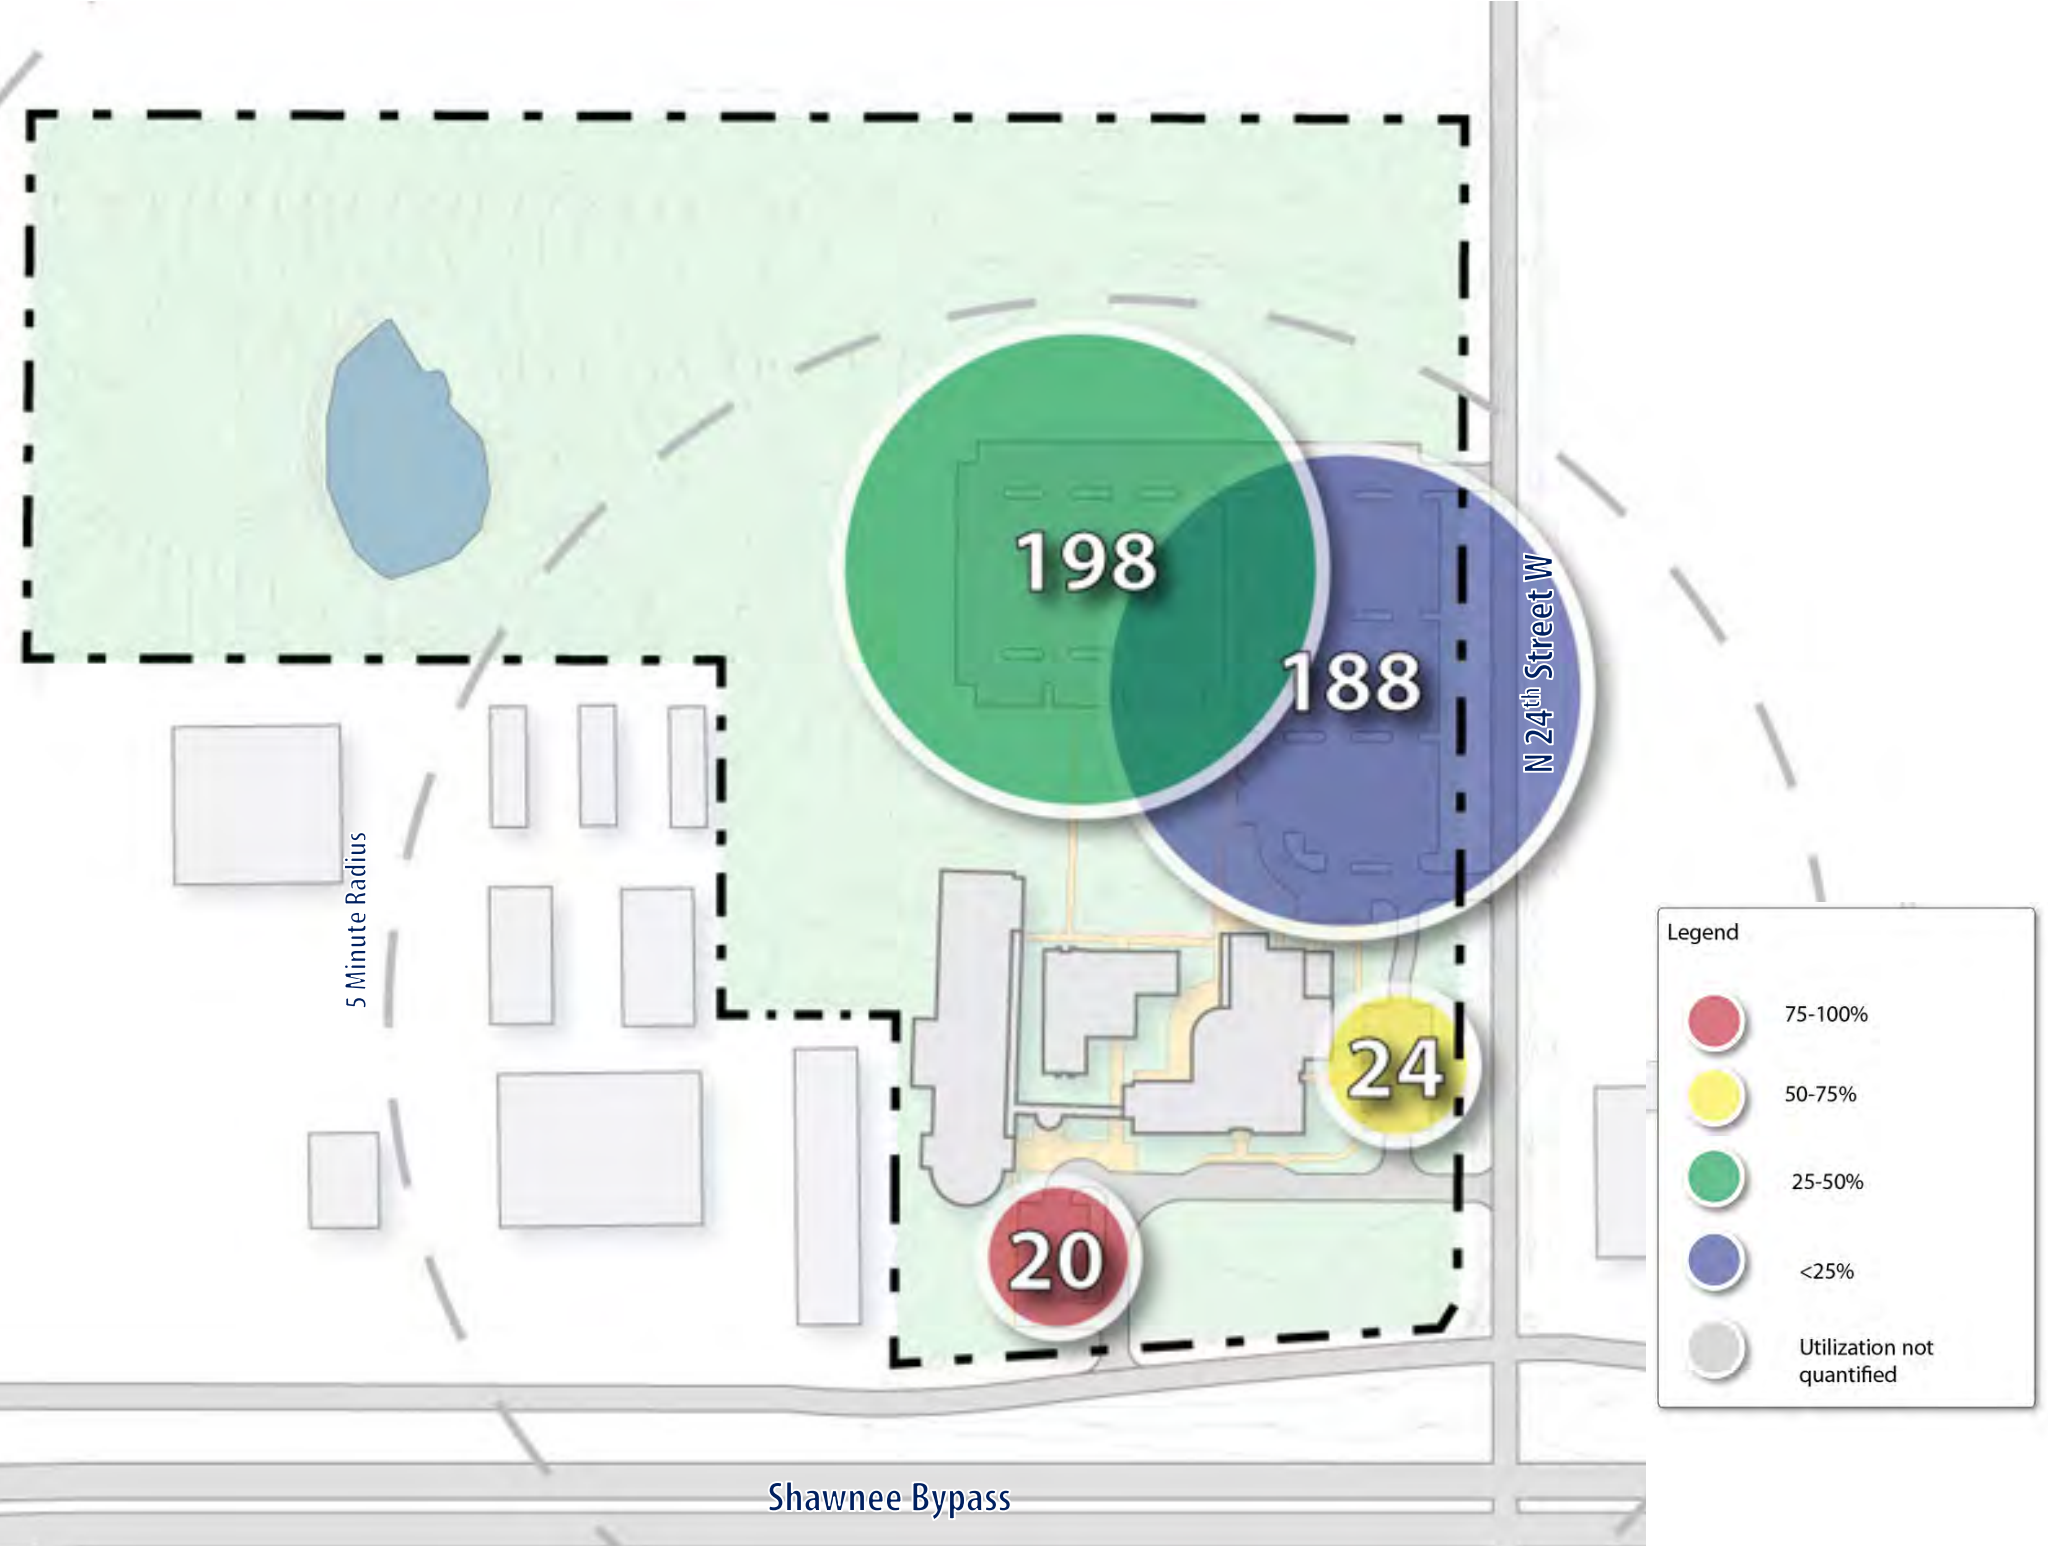 198
188
N 24th Street W
5 Minute Radius
24
20
Shawnee Bypass
Legend
75-100%
50-75%
25-50%
<25%
Utilization not
quantified